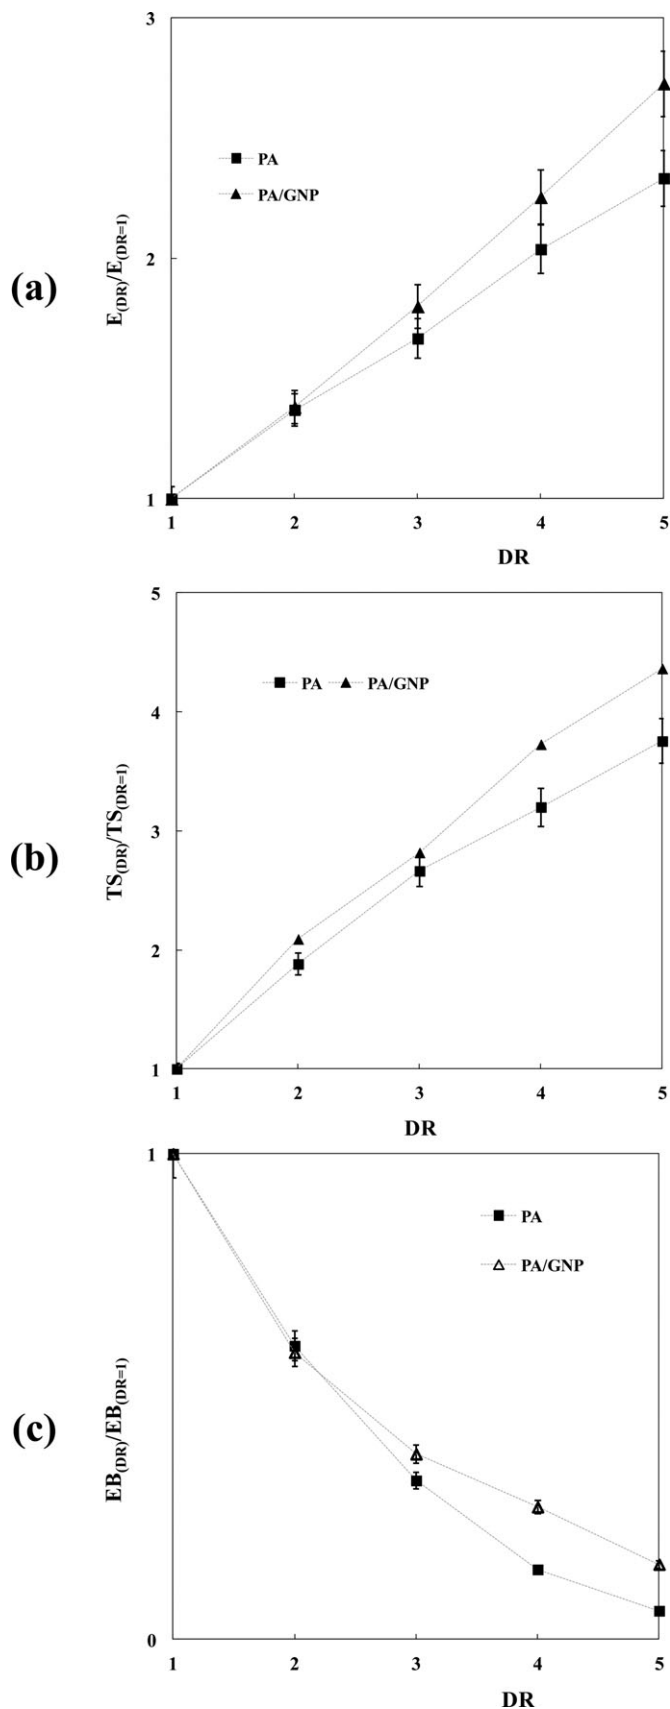 (a)
E(DR)/E(DR=1)
3
2
1
PA
PA/GNP
1 2 3 4 5
DR
(b)
TS(DR)/TS(DR=1)
5
4
3
2
1
PA PA/GNP
1 2 3 4 5
DR
(c)
EB(DR)/EB(DR=1)
1
0
PA
PA/GNP
1 2 3 4 5
DR